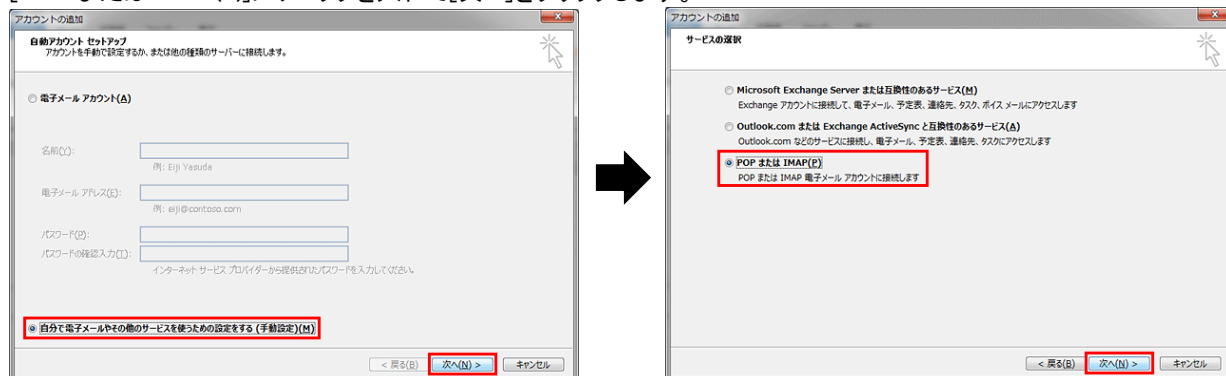 アカウントの追加
自動アカウント セットアップ
アカウントを手動で設定するか、または他の種類のサーバーに接続します。
電子メール アカウント(A)
名前(Y):
例: Eiji Yasuda
電子メール アドレス(E):
例: eiji@contoso.com
パスワード(P):
パスワードの確認入力(T):
インターネット サービス プロバイダーから提供されたパスワードを入力してください。
自分で電子メールやその他のサービスを使うための設定をする (手動設定)(M)
< 戻る(B)
次へ(N) >
キャンセル
アカウントの追加
サービスの選択
Microsoft Exchange Server または互換性のあるサービス(M)
Exchange アカウントに接続して、電子メール、予定表、連絡先、タスク、ボイス メールにアクセスします
Outlook.com または Exchange ActiveSync と互換性のあるサービス(A)
Outlook.com などのサービスに接続し、電子メール、予定表、連絡先、タスクにアクセスします
POP または IMAP(P)
POP または IMAP 電子メール アカウントに接続します
< 戻る(B)
次へ(N) >
キャンセル